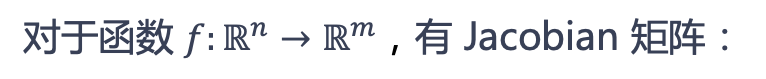 对于函数 𝑓: ℝⁿ → ℝᵐ，有 Jacobian 矩阵：